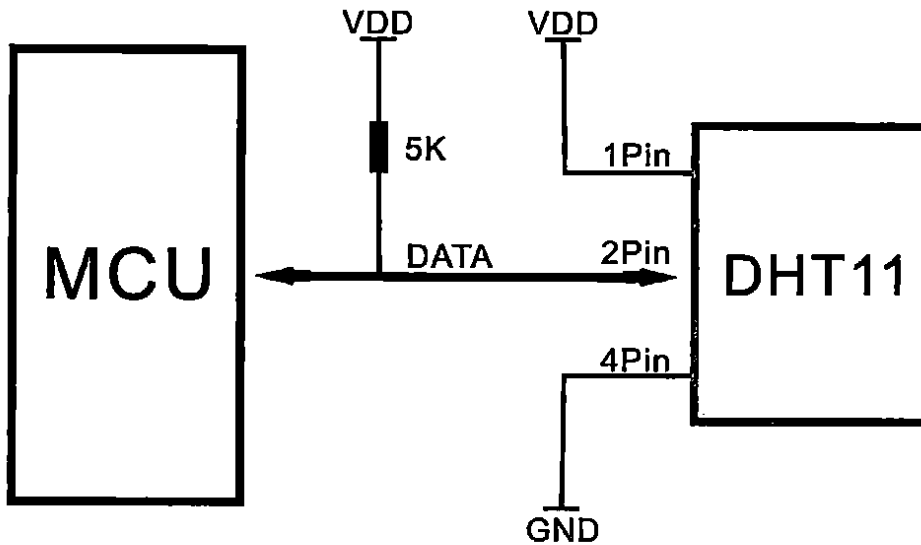 VDD
VDD
5K
1Pin
MCU
DATA
2Pin
DHT11
4Pin
GND